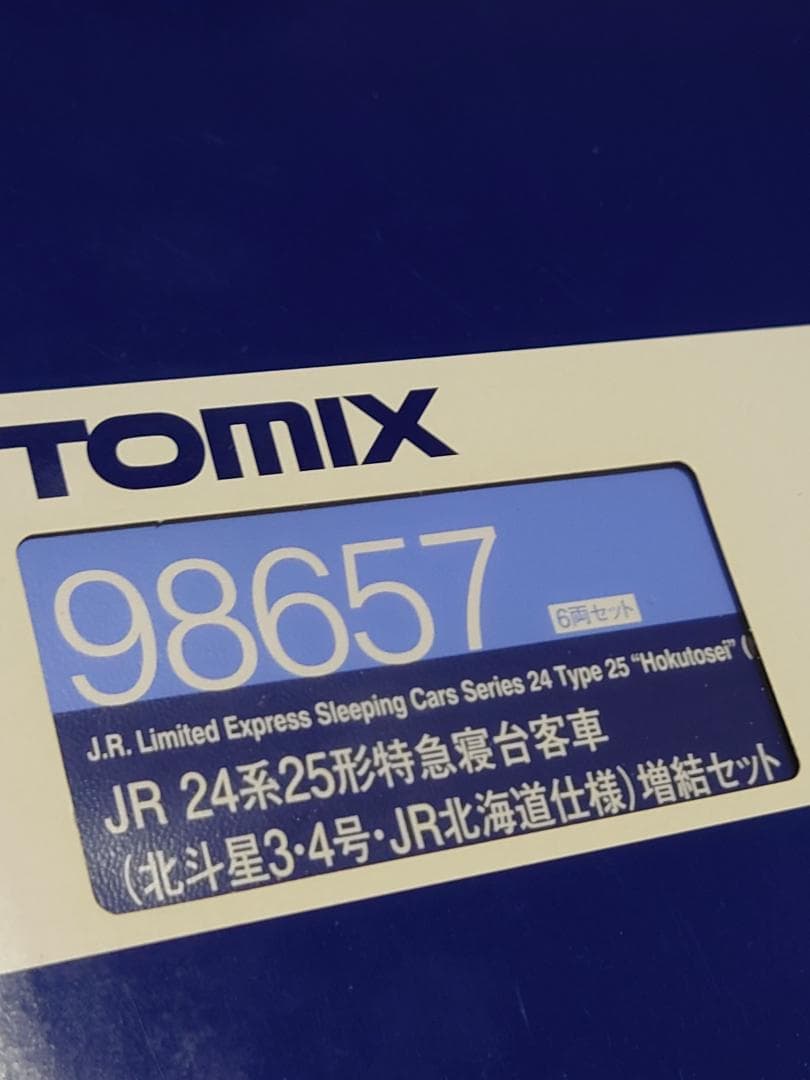 TOMIX
98657
6両セット
J.R. Limited Express Sleeping Cars Series 24 Type 25 "Hokutosei" (
JR 24系25形特急寝台客車
(北斗星3・4号・JR北海道仕様)増結セット